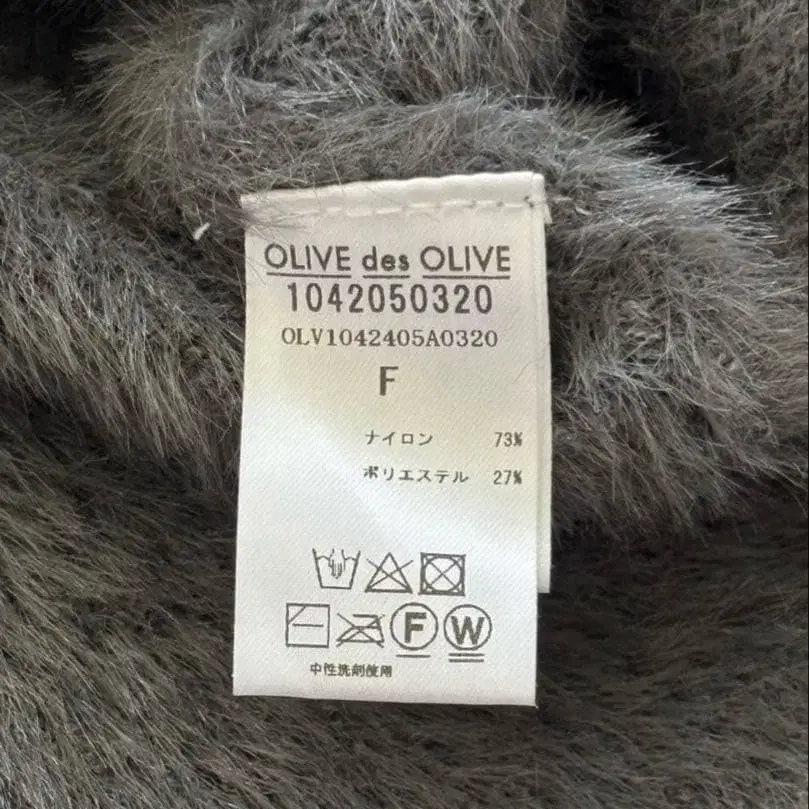 OLIVE des OLIVE
1042050320
OLV1042405A0320
F
ナイロン 73%
ポリエステル 27%
F W
中性洗剤使用